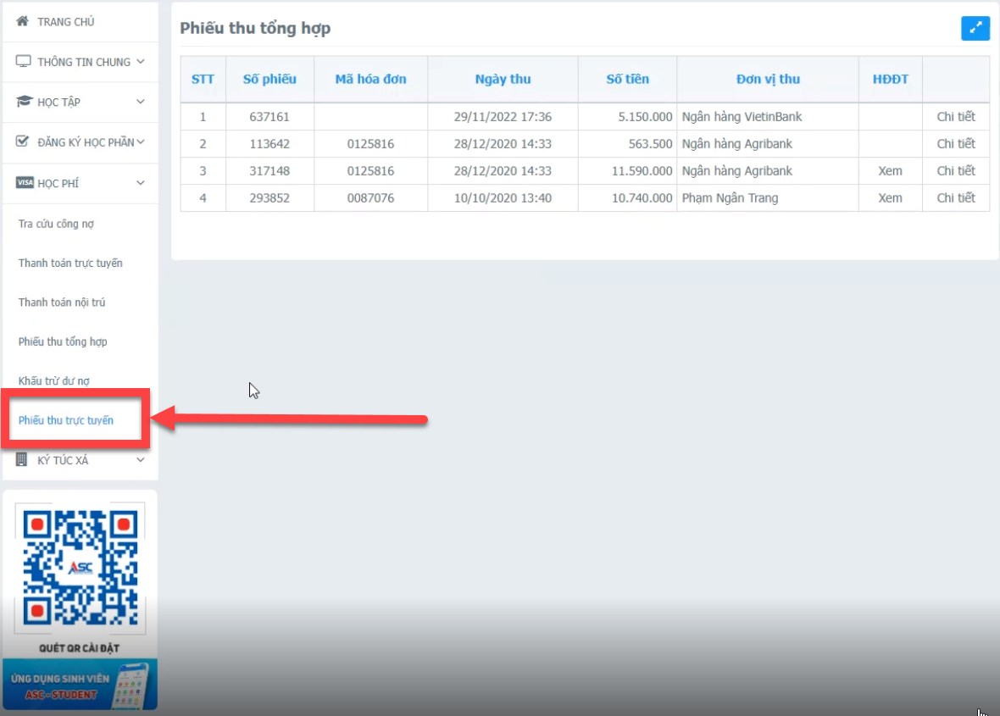 TRANG CHỦ
THÔNG TIN CHUNG
HỌC TẬP
ĐĂNG KÝ HỌC PHẦN
VISA HỌC PHÍ
Tra cứu công nợ
Thanh toán trực tuyến
Thanh toán nội trú
Phiếu thu tổng hợp
Khấu trừ dư nợ
Phiếu thu trực tuyến
KÝ TÚC XÁ
ASC
QUÉT QR CÀI ĐẶT
ỨNG DỤNG SINH VIÊN
ASC-STUDENT
Phiếu thu tổng hợp
STT Số phiếu Mã hóa đơn Ngày thu Số tiền Đơn vị thu HĐĐT
1 637161 29/11/2022 17:36 5.150.000 Ngân hàng VietinBank Chi tiết
2 113642 0125816 28/12/2020 14:33 563.500 Ngân hàng Agribank Chi tiết
3 317148 0125816 28/12/2020 14:33 11.590.000 Ngân hàng Agribank Xem Chi tiết
4 293852 0087076 10/10/2020 13:40 10.740.000 Phạm Ngân Trang Xem Chi tiết